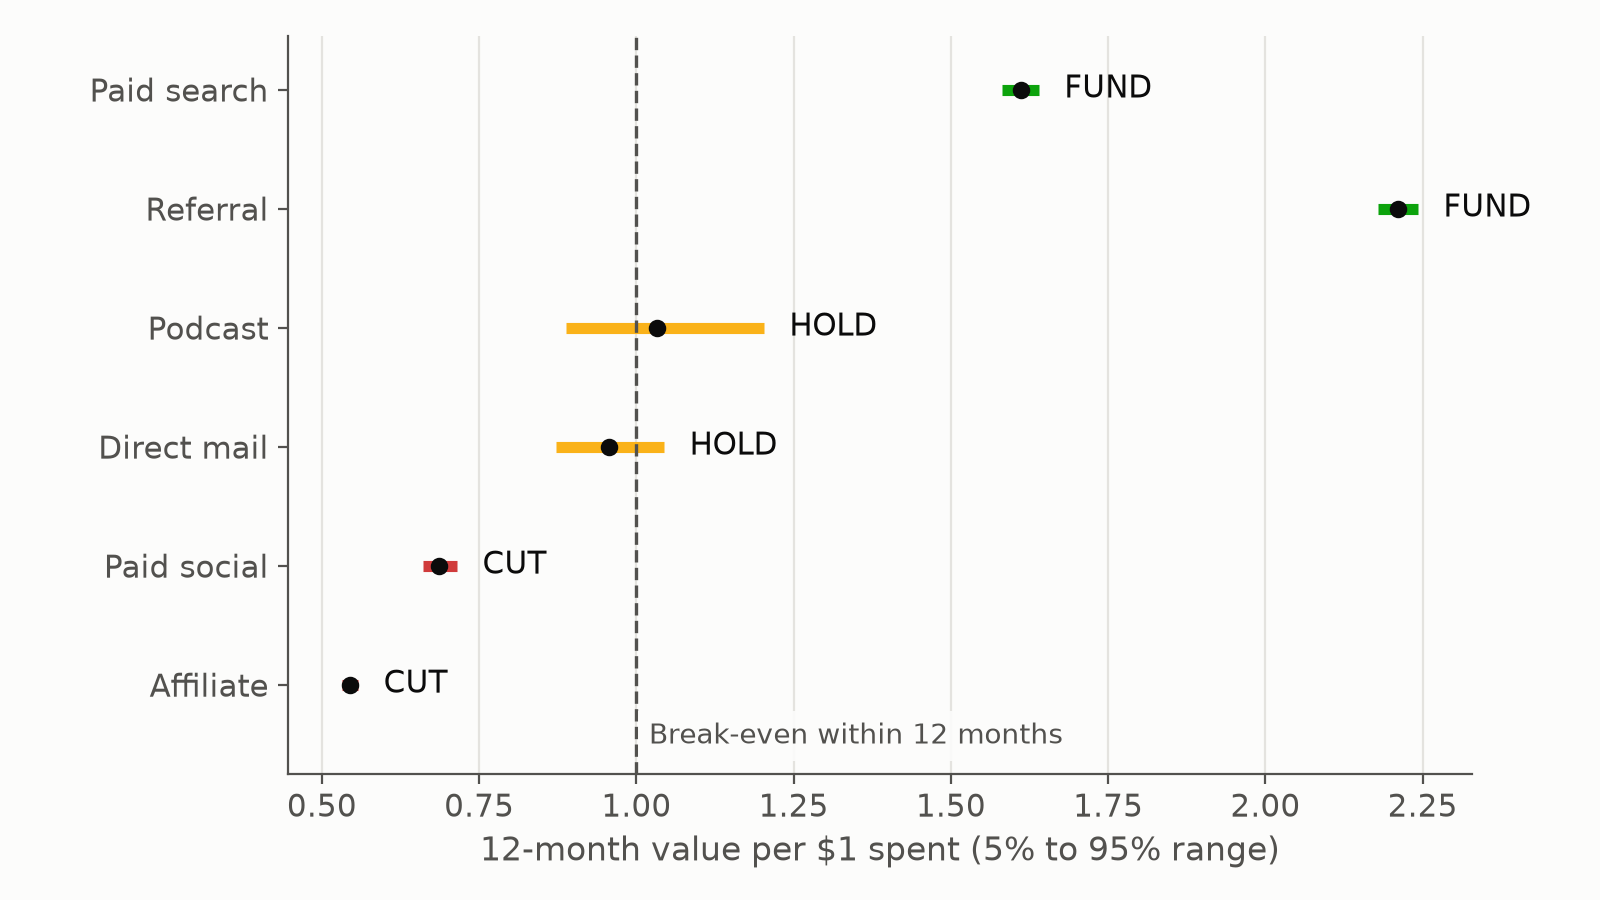 Paid search
FUND
Referral
FUND
Podcast
HOLD
Direct mail
HOLD
Paid social
CUT
Affiliate
CUT
Break-even within 12 months
0.50 0.75 1.00 1.25 1.50 1.75 2.00 2.25
12-month value per $1 spent (5% to 95% range)